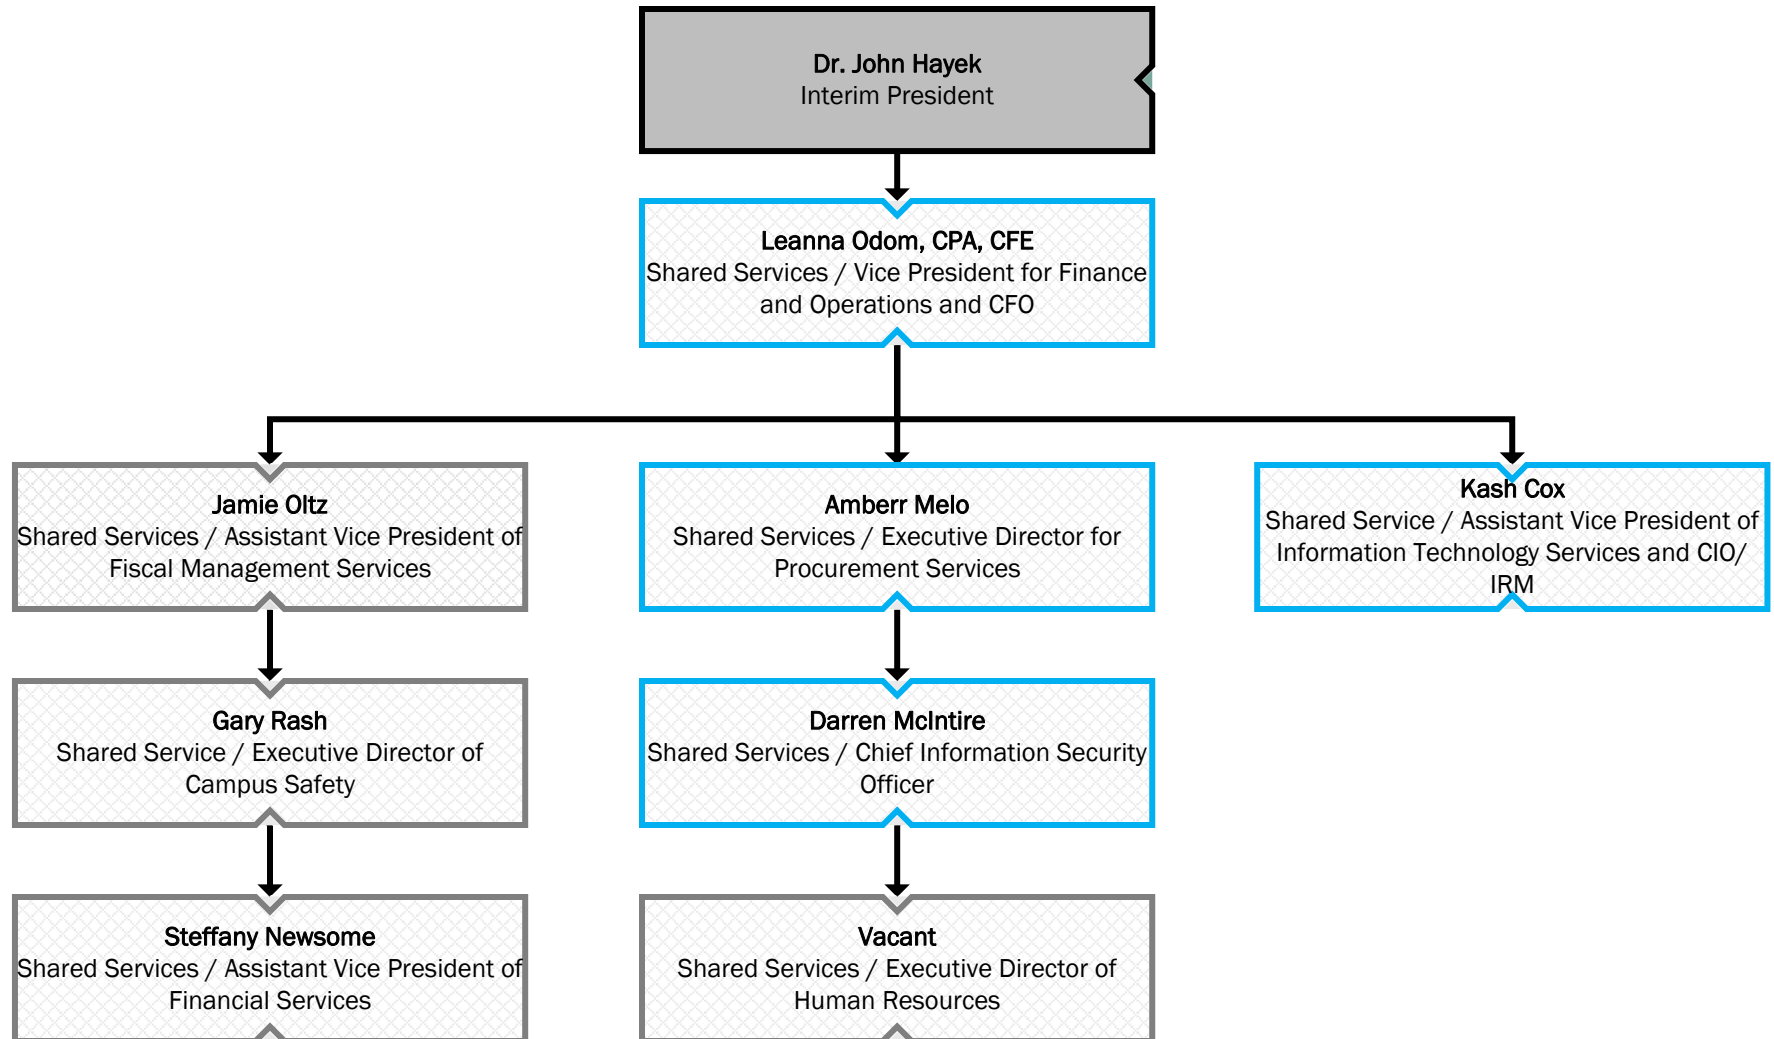 Dr. John Hayek
Interim President
Leanna Odom, CPA, CFE
Shared Services / Vice President for Finance
and Operations and CFO
Jamie Oltz
Shared Services / Assistant Vice President of
Fiscal Management Services
Amberr Melo
Shared Services / Executive Director for
Procurement Services
Kash Cox
Shared Service / Assistant Vice President of
Information Technology Services and CIO/
IRM
Gary Rash
Shared Service / Executive Director of
Campus Safety
Darren McIntire
Shared Services / Chief Information Security
Officer
Steffany Newsome
Shared Services / Assistant Vice President of
Financial Services
Vacant
Shared Services / Executive Director of
Human Resources